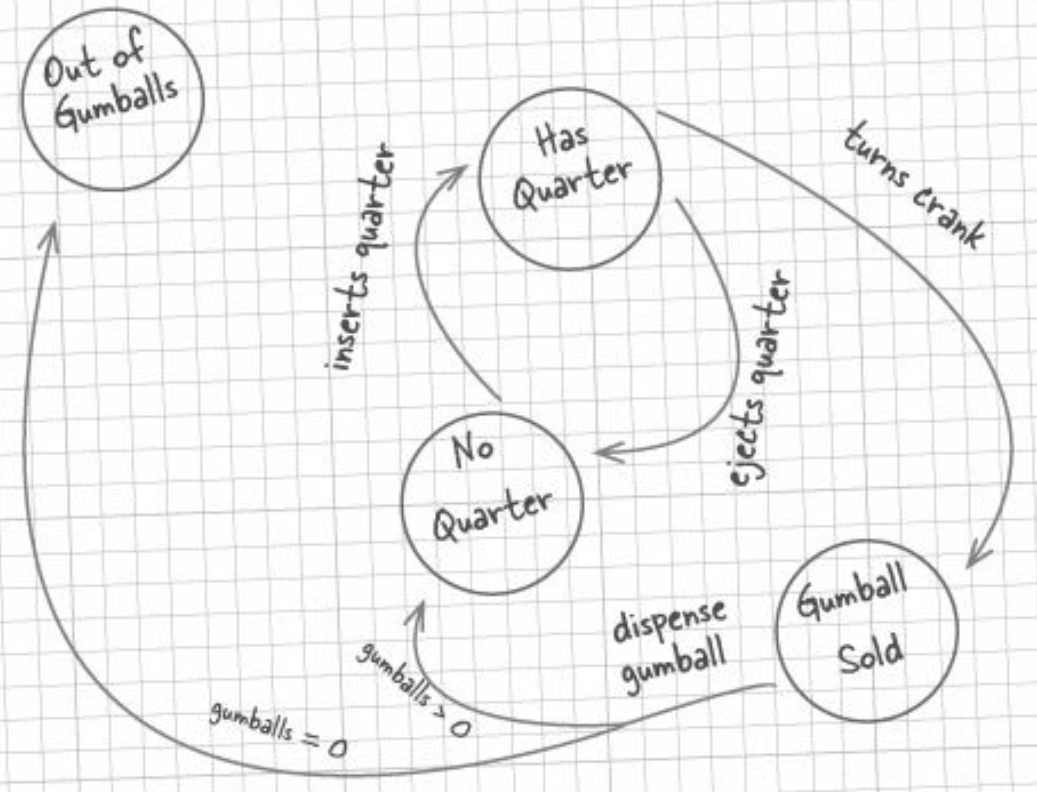 Out of
Gumballs
Has
Quarter
turns crank
inserts quarter
ejects quarter
No
Quarter
Gumball
Sold
dispense
gumball
gumballs > 0
gumballs = 0